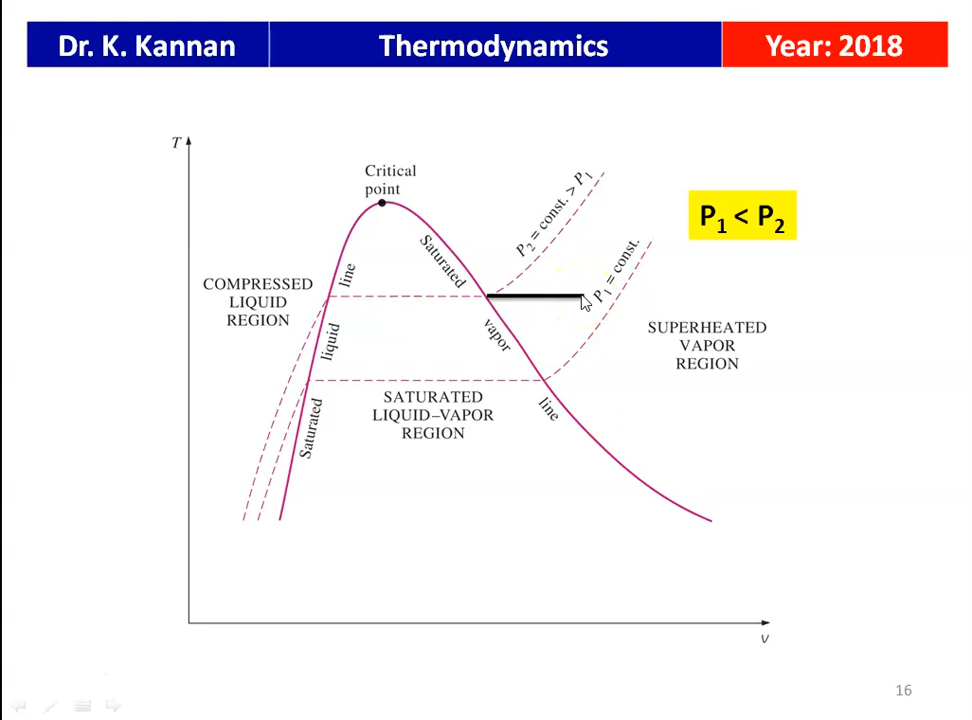 Dr. K. Kannan
Thermodynamics
Year: 2018
T
Critical
point
P2 = const. > P1
P1 < P2
P1 = const.
COMPRESSED
LIQUID
REGION
Saturated
liquid
line
Saturated
vapor
line
SUPERHEATED
VAPOR
REGION
SATURATED
LIQUID–VAPOR
REGION
v
16